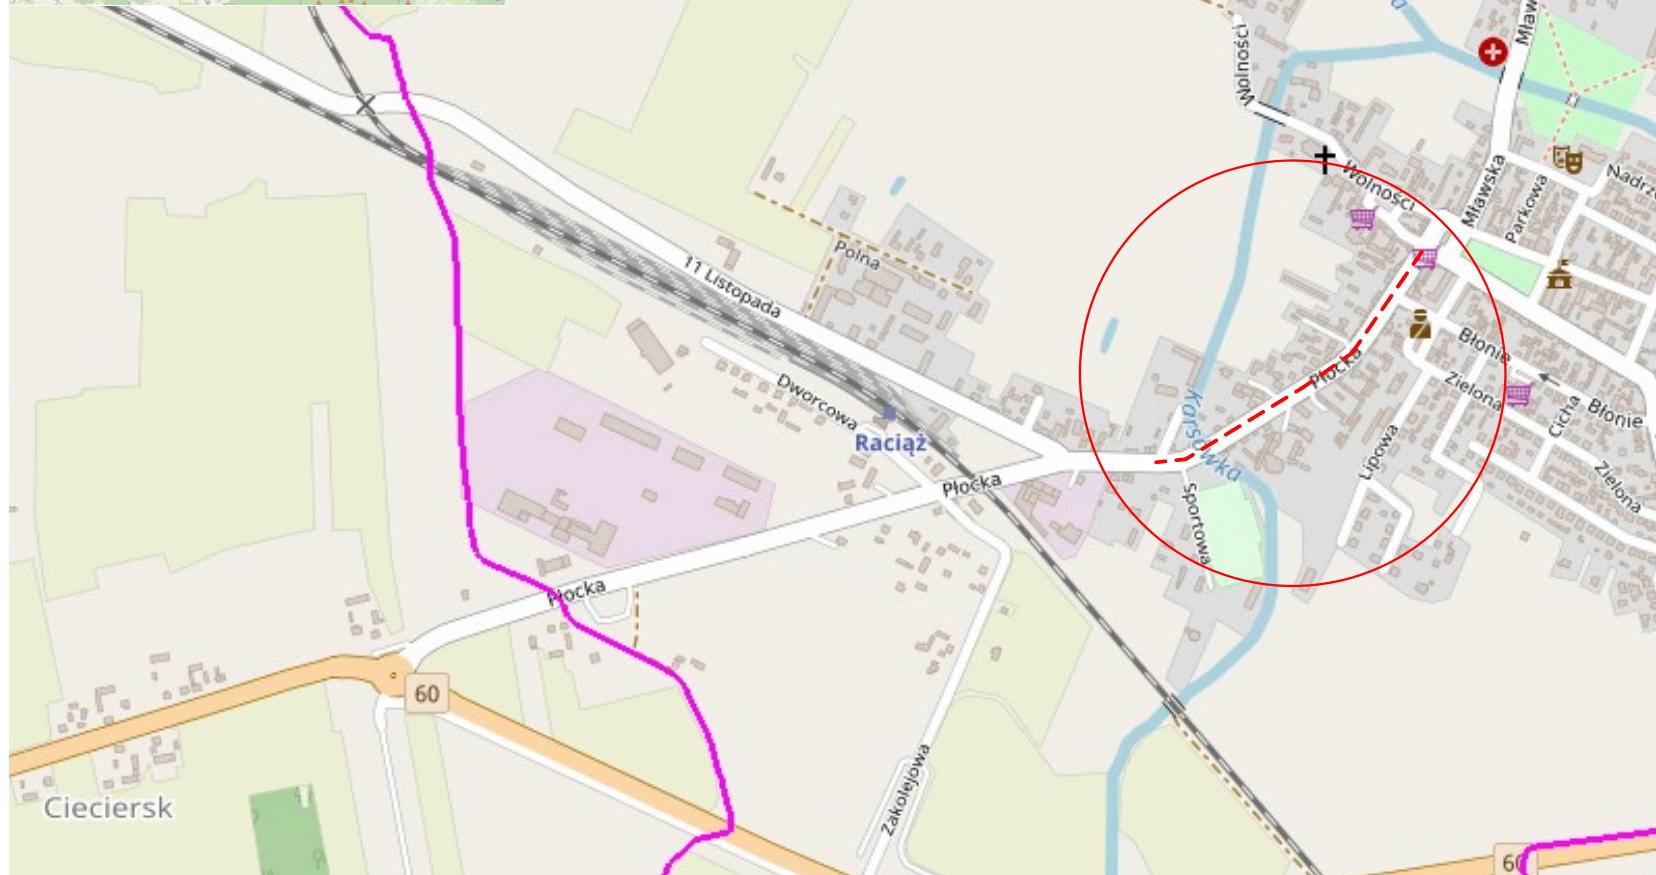 Mław
Wolności
Wolności
Mławska
Parkowa
Nadrz
Polna
11 Listopada
Płocka
Błonie
Zielona
Błonie
Cicha
Dworcowa
Karsówka
Lipowa
Zielona
Raciąż
Płocka
Sportowa
Płocka
60
Zakolejowa
Cieciersk
60